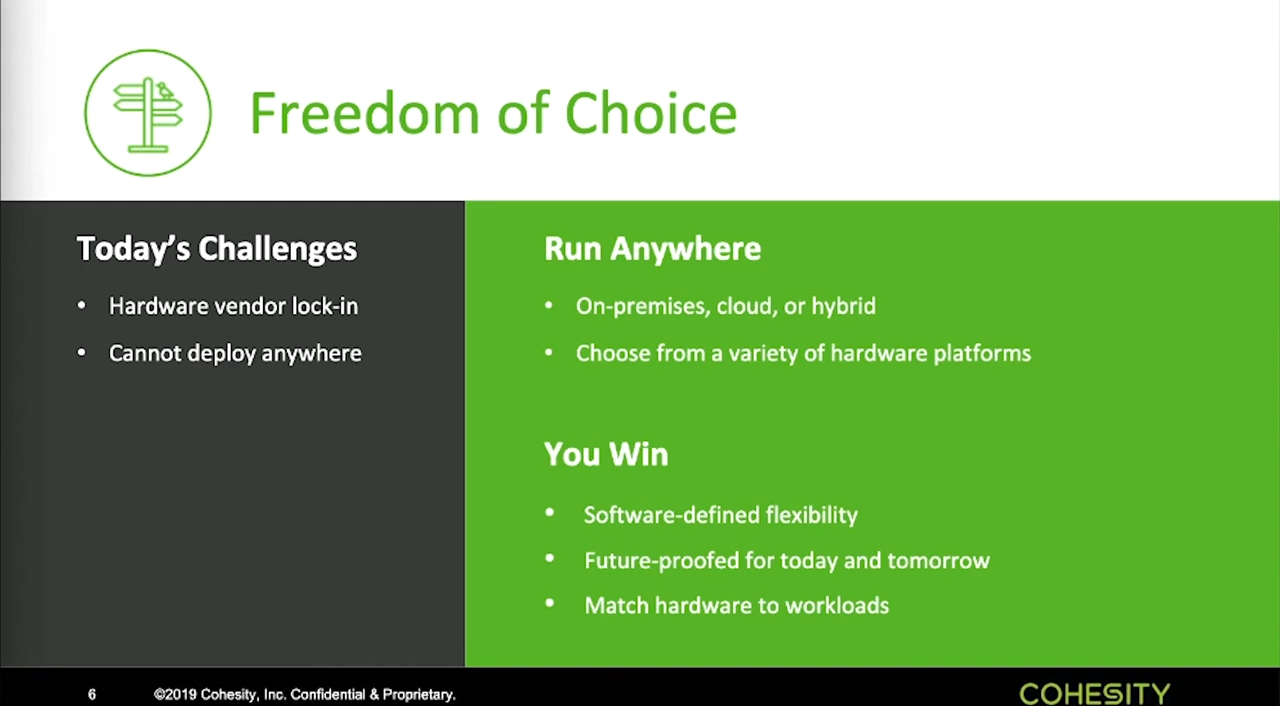 Freedom of Choice
Today's Challenges
• Hardware vendor lock-in
• Cannot deploy anywhere
Run Anywhere
• On-premises, cloud, or hybrid
• Choose from a variety of hardware platforms
You Win
• Software-defined flexibility
• Future-proofed for today and tomorrow
• Match hardware to workloads
6
©2019 Cohesity, Inc. Confidential & Proprietary.
COHESITY